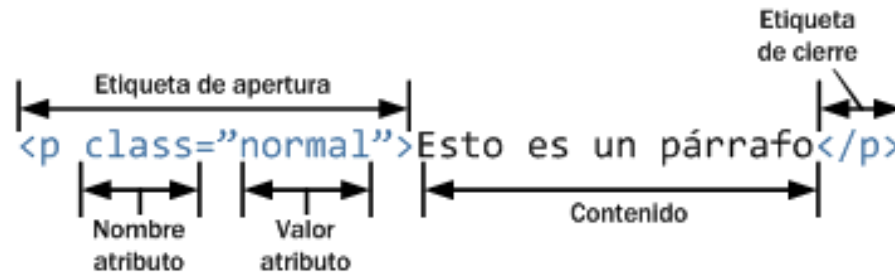 Etiqueta
de cierre
Etiqueta de apertura
<p class=”normal”>Esto es un párrafo</p>
Nombre
atributo
Valor
atributo
Contenido